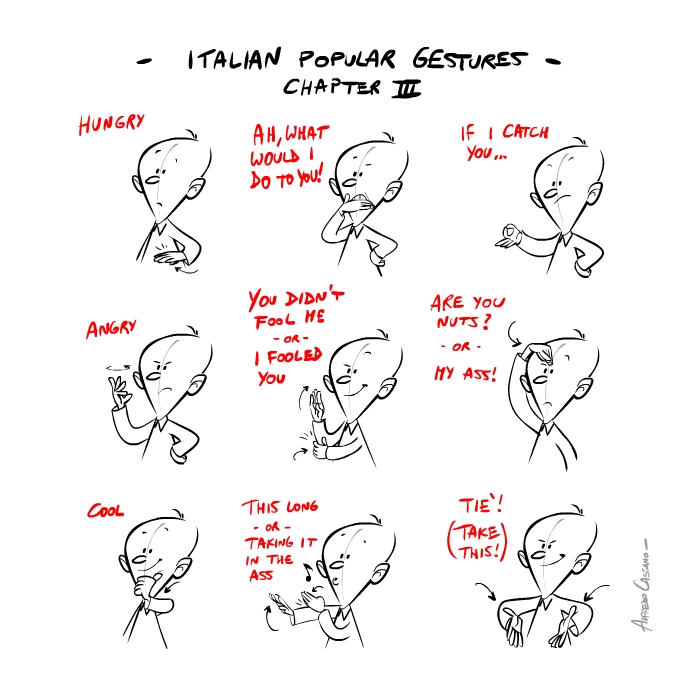 - ITALIAN POPULAR GESTURES -
CHAPTER III
HUNGRY
AH, WHAT
WOULD I
DO TO YOU!
IF I CATCH
YOU...
ANGRY
YOU DIDN'T
FOOL ME
- OR -
I FOOLED
YOU
ARE YOU
NUTS?
- OR -
MY ASS!
COOL
THIS LONG
- OR -
TAKING IT
IN THE
ASS
TIE'!
(TAKE
THIS!)
ALFREDO CASSANO -